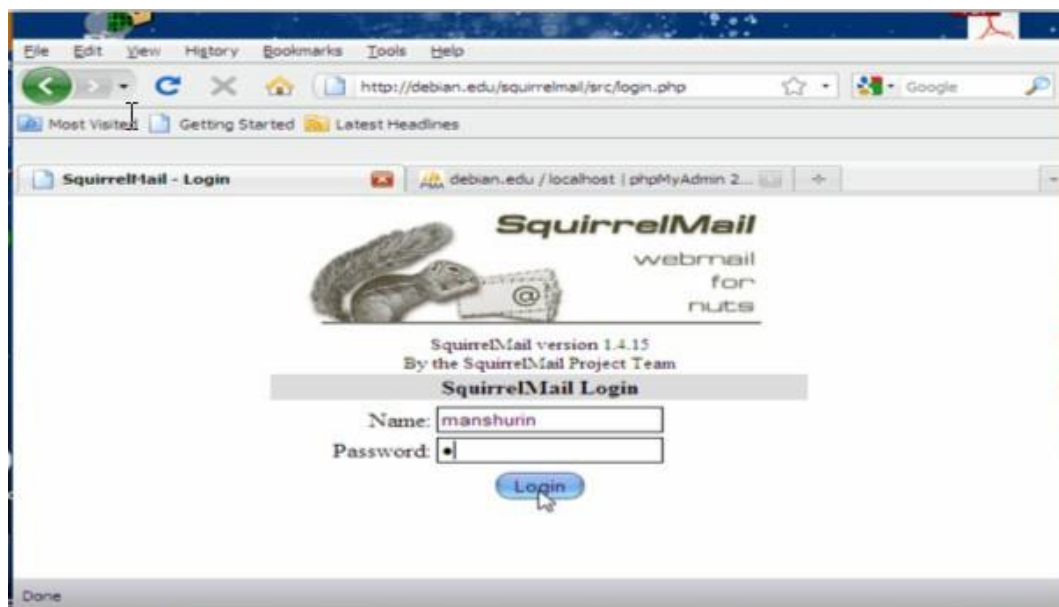 File Edit View History Bookmarks Tools Help
http://debian.edu/squirrelmail/src/login.php Google
Most Visited Getting Started Latest Headlines
SquirrelMail - Login debian.edu / localhost | phpMyAdmin 2...
SquirrelMail
webmail
for
nuts
@
SquirrelMail version 1.4.15
By the SquirrelMail Project Team
SquirrelMail Login
Name: manshurin
Password: •
Login
Done